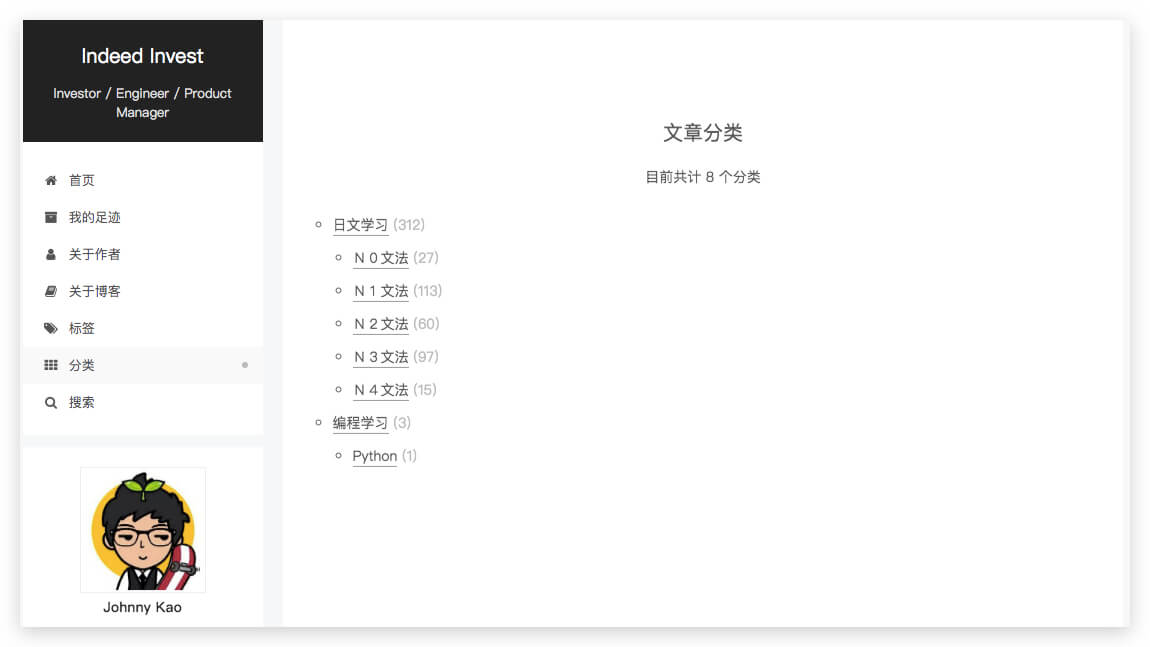 Indeed Invest
Investor / Engineer / Product
Manager
首页
我的足迹
关于作者
关于博客
标签
分类
搜索
Johnny Kao
文章分类
目前共计 8 个分类
日文学习 (312)
N 0 文法 (27)
N 1 文法 (113)
N 2 文法 (60)
N 3 文法 (97)
N 4 文法 (15)
编程学习 (3)
Python (1)